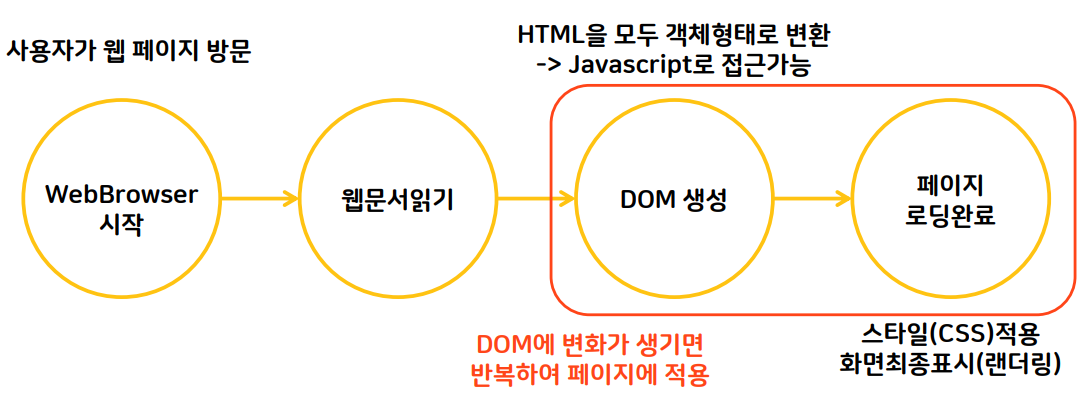 사용자가 웹 페이지 방문
HTML을 모두 객체형태로 변환
-> Javascript로 접근가능
WebBrowser
시작
웹문서읽기
DOM 생성
페이지
로딩완료
DOM에 변화가 생기면
반복하여 페이지에 적용
스타일(CSS)적용
화면최종표시(랜더링)